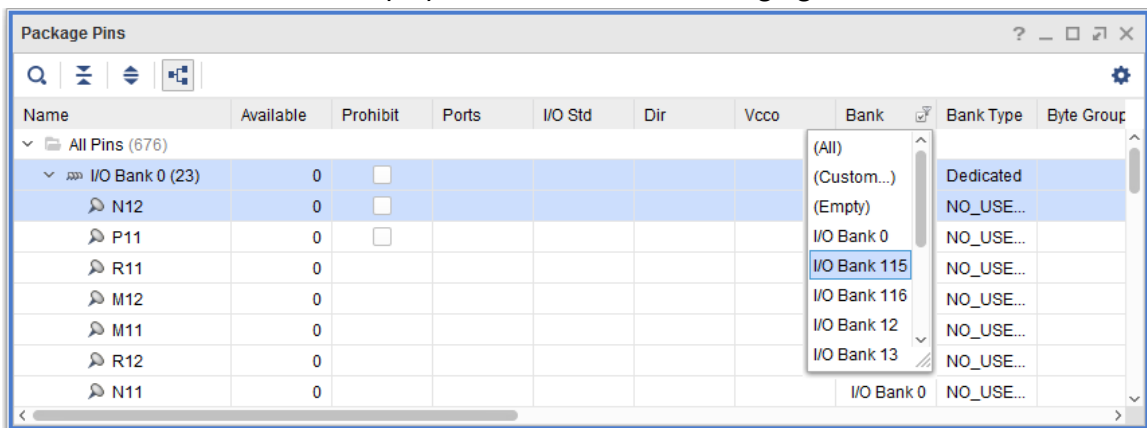 Package Pins
Name Available Prohibit Ports I/O Std Dir Vcco Bank Bank Type Byte Group
All Pins (676)
I/O Bank 0 (23) 0 Dedicated
N12 0 NO_USE...
P11 0 NO_USE...
R11 0 NO_USE...
M12 0 NO_USE...
M11 0 NO_USE...
R12 0 NO_USE...
N11 0 I/O Bank 0 NO_USE...
(All)
(Custom...)
(Empty)
I/O Bank 0
I/O Bank 115
I/O Bank 116
I/O Bank 12
I/O Bank 13